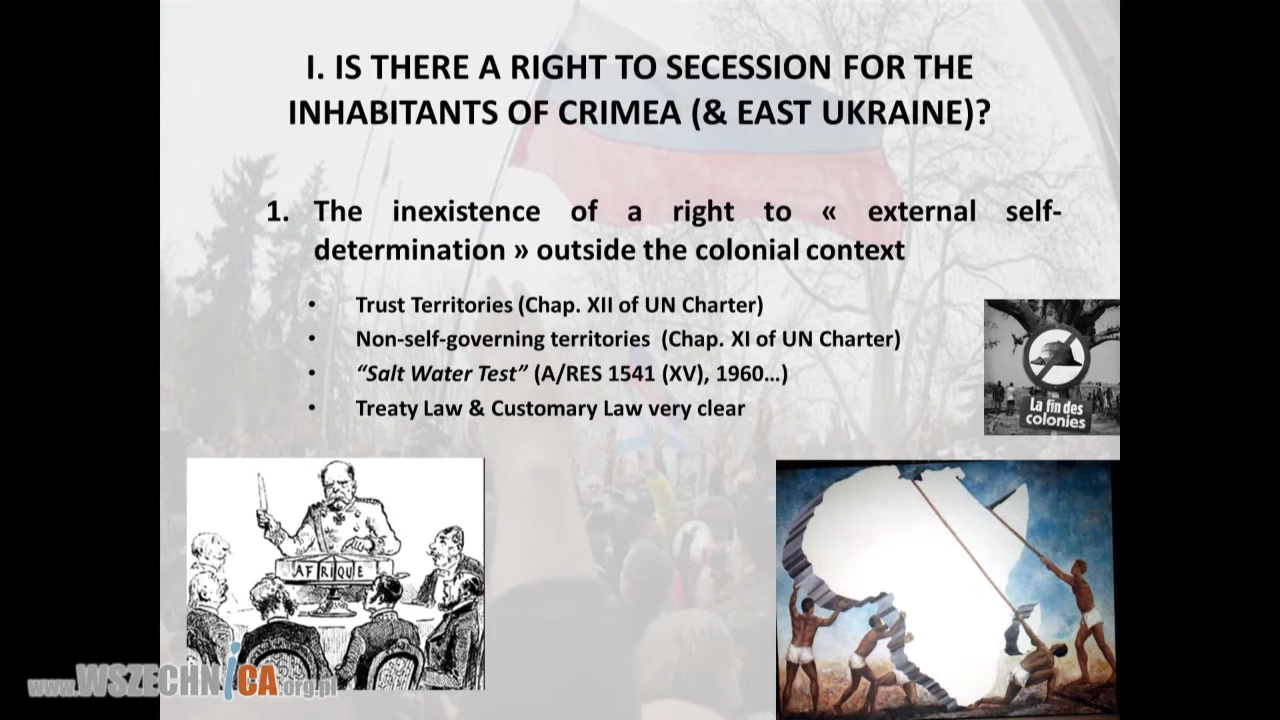 I. IS THERE A RIGHT TO SECESSION FOR THE
INHABITANTS OF CRIMEA (& EAST UKRAINE)?
1. The inexistence of a right to « external self-
determination » outside the colonial context
• Trust Territories (Chap. XII of UN Charter)
• Non-self-governing territories (Chap. XI of UN Charter)
• “Salt Water Test” (A/RES 1541 (XV), 1960…)
• Treaty Law & Customary Law very clear
La fin des
colonies
AFRIQUE
www.WSZECHNiCA.org.pl